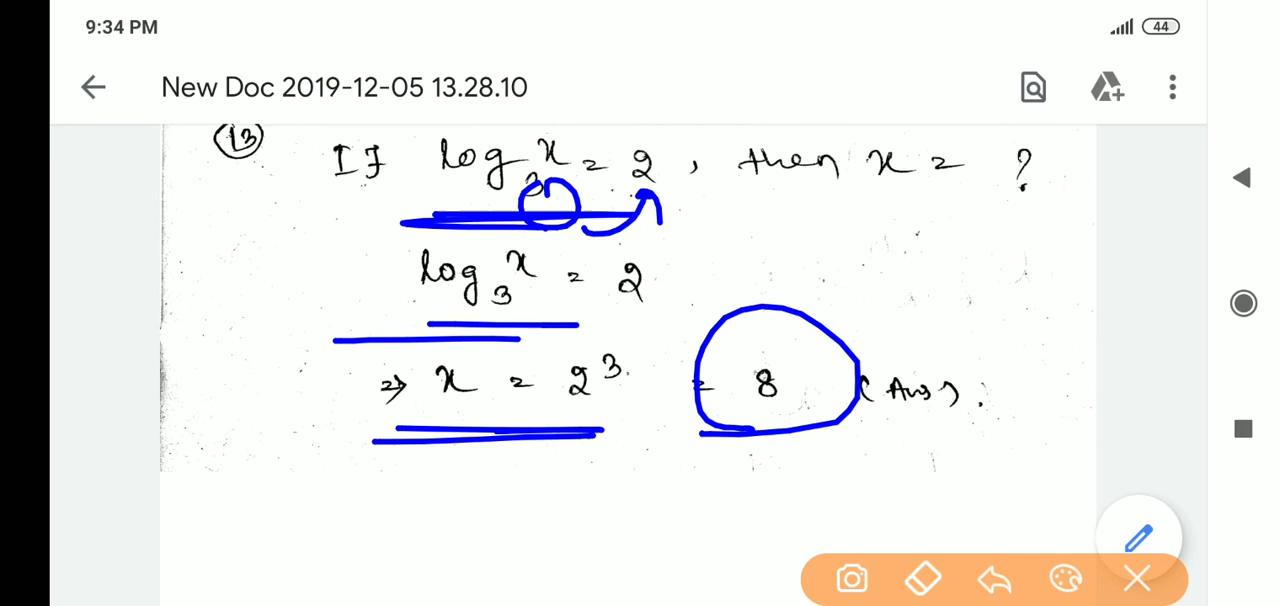 9:34 PM
44
New Doc 2019-12-05 13.28.10
13
If log₃x = 2, then x = ?
log₃x = 2
⇒ x = 2³ = 8 (Ans).